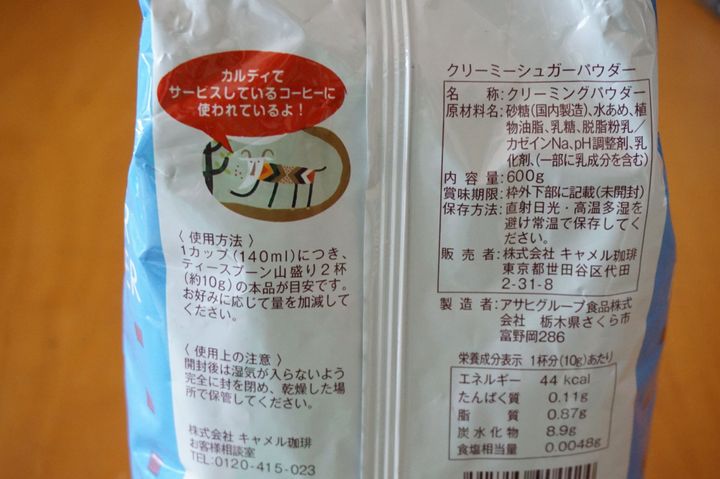 カルディで
サービスしているコーヒーに
使われているよ！
〈 使用方法 〉
1カップ(140ml)につき、
ティースプーン山盛り2杯
(約10g)の本品が目安です。
お好みに応じて量を加減して
ください。
〈 使用上の注意 〉
開封後は湿気が入らないよう
完全に封を閉め、乾燥した場
所で保管してください。
株式会社 キャメル珈琲
お客様相談室
TEL:0120-415-023
クリーミーシュガーパウダー
名称:クリーミングパウダー
原材料名:砂糖(国内製造)、水あめ、植
物油脂、乳糖、脱脂粉乳／
カゼインNa、pH調整剤、乳
化剤、(一部に乳成分を含む)
内容量:600g
賞味期限:枠外下部に記載(未開封)
保存方法:直射日光・高温多湿を
避け常温で保存してく
ださい。
販売者:株式会社 キャメル珈琲
東京都世田谷区代田
2-31-8
製造者:アサヒグループ食品株式
会社 栃木県さくら市
富野岡286
栄養成分表示 1杯分(10g)あたり
エネルギー 44 kcal
たんぱく質 0.11g
脂質 0.87g
炭水化物 8.9g
食塩相当量 0.0048g